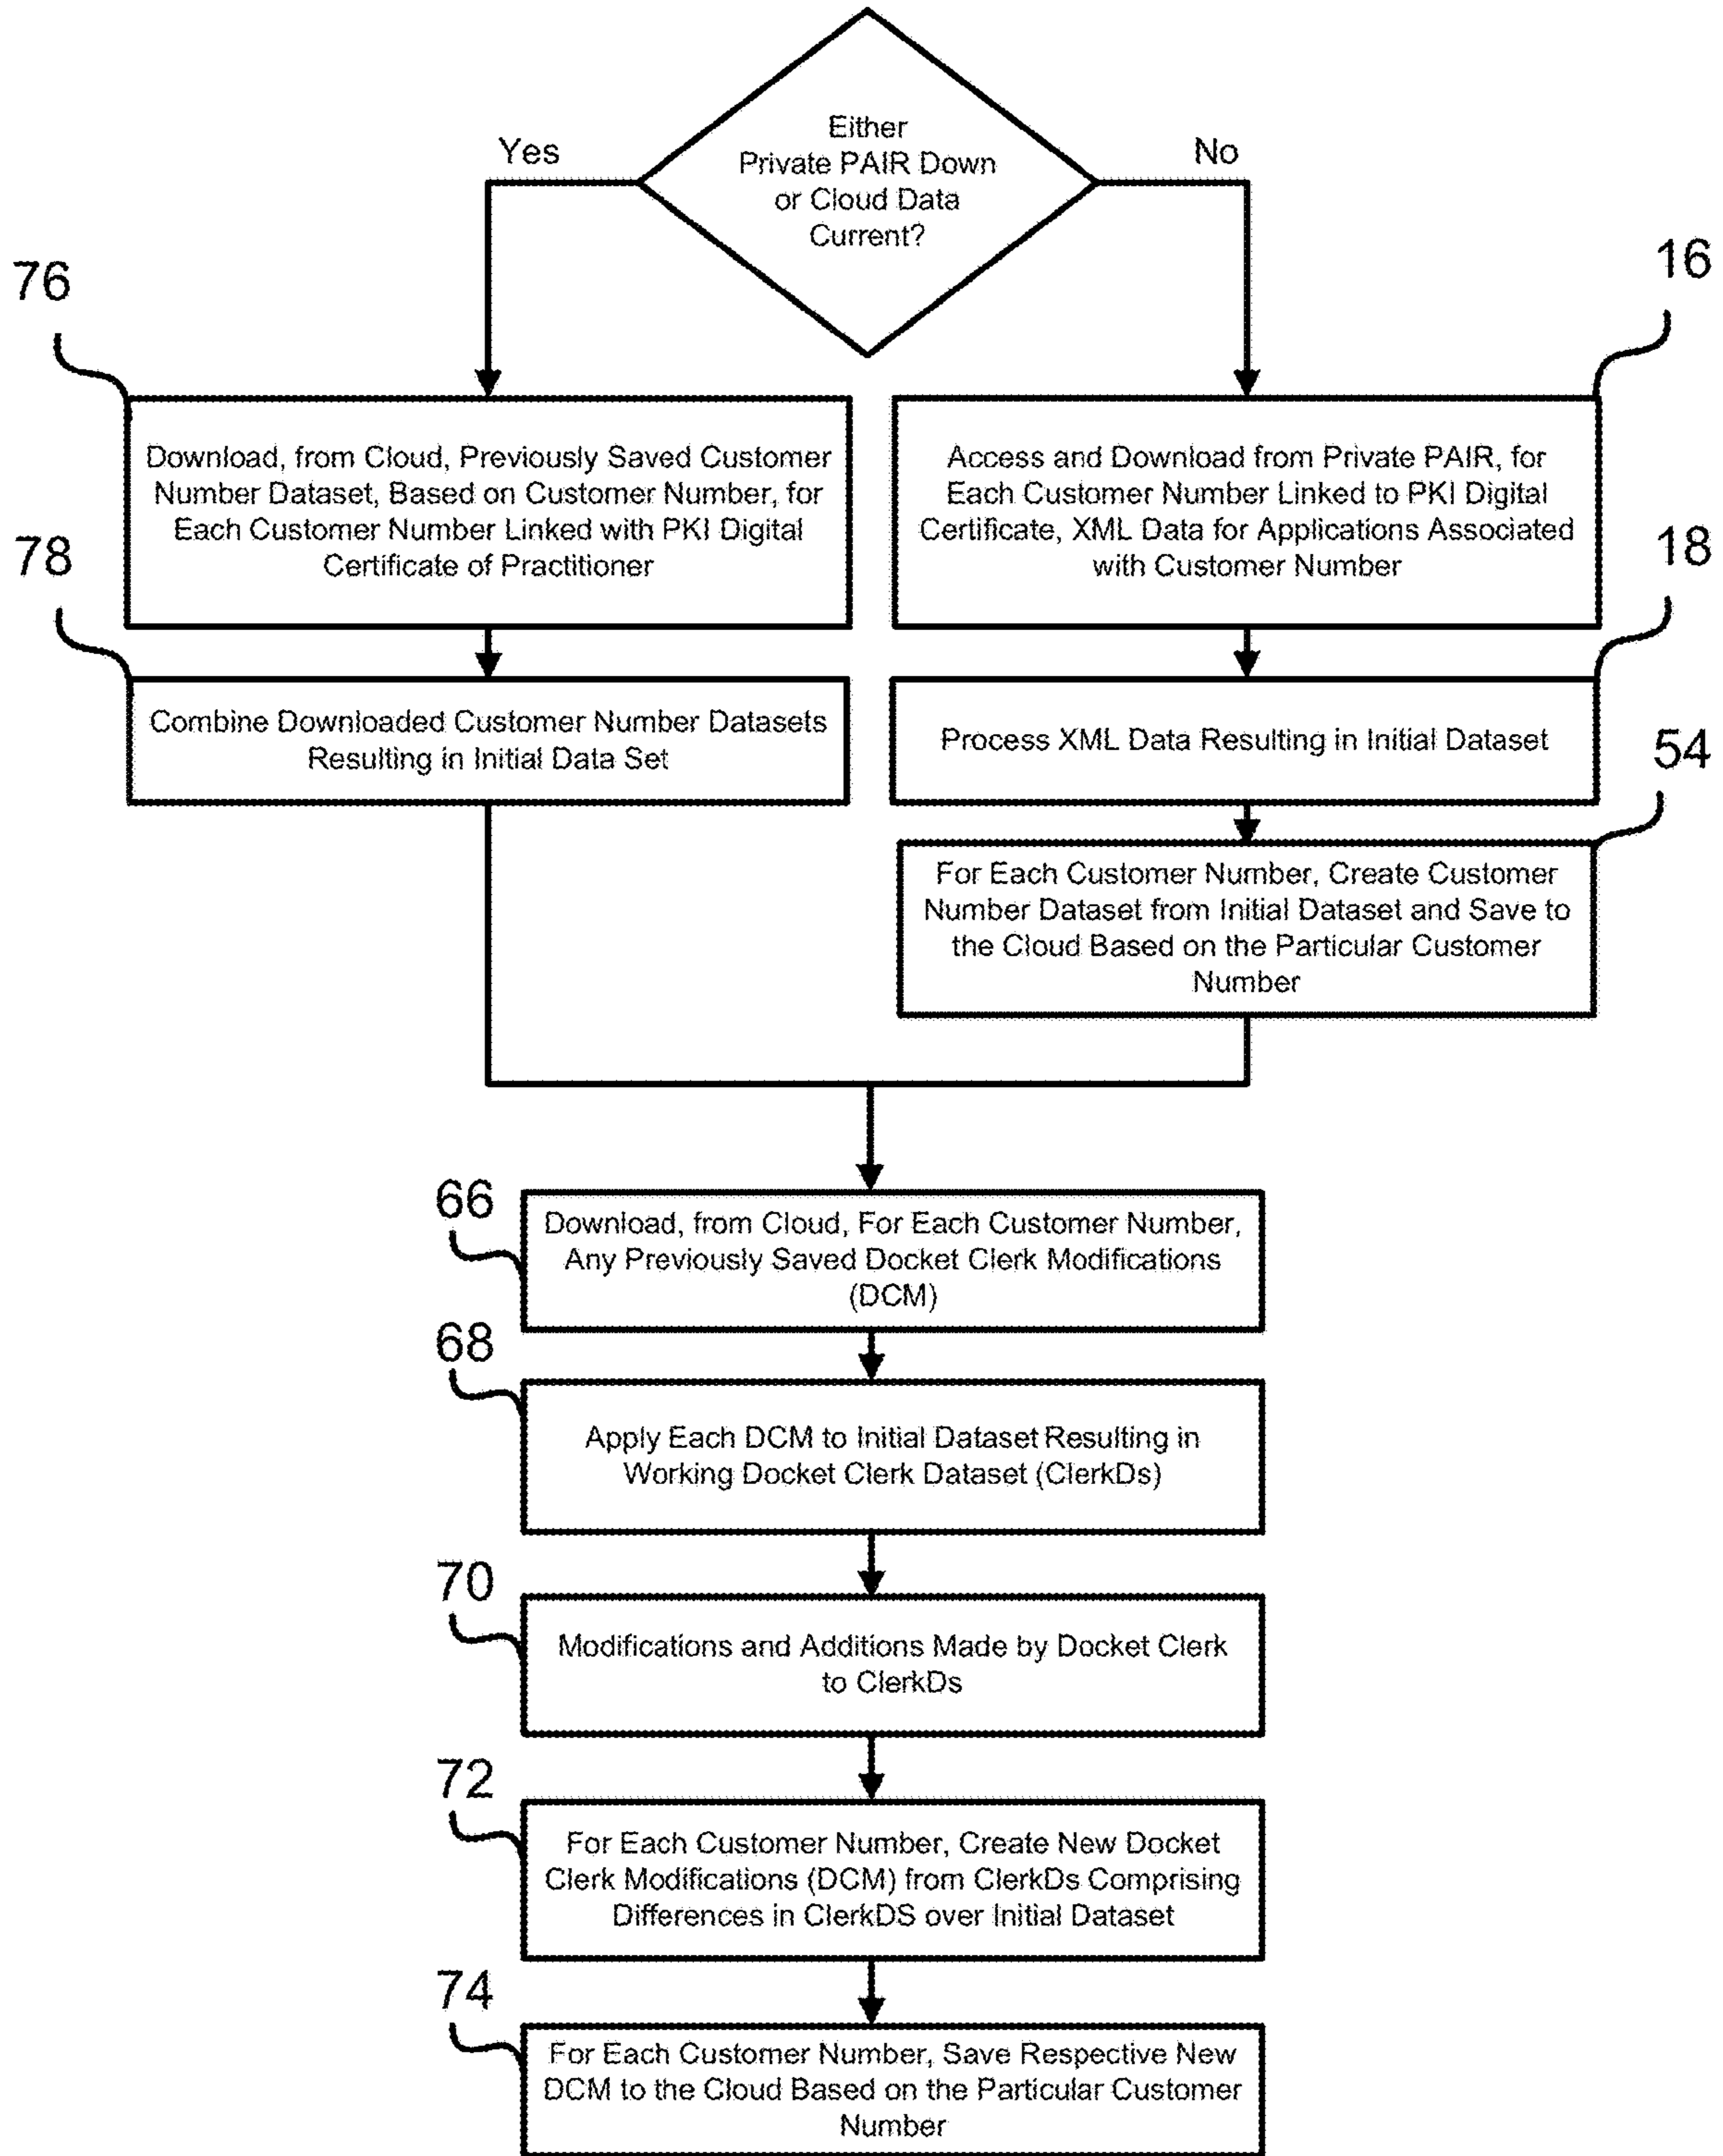 Either
Private PAIR Down
or Cloud Data
Current?
Yes
No
76
16
Download, from Cloud, Previously Saved Customer
Number Dataset, Based on Customer Number, for
Each Customer Number Linked with PKI Digital
Certificate of Practitioner
Access and Download from Private PAIR, for
Each Customer Number Linked to PKI Digital
Certificate, XML Data for Applications Associated
with Customer Number
78
18
Combine Downloaded Customer Number Datasets
Resulting in Initial Data Set
Process XML Data Resulting in Initial Dataset
54
For Each Customer Number, Create Customer
Number Dataset from Initial Dataset and Save to
the Cloud Based on the Particular Customer
Number
66
Download, from Cloud, For Each Customer Number,
Any Previously Saved Docket Clerk Modifications
(DCM)
68
Apply Each DCM to Initial Dataset Resulting in
Working Docket Clerk Dataset (ClerkDs)
70
Modifications and Additions Made by Docket Clerk
to ClerkDs
72
For Each Customer Number, Create New Docket
Clerk Modifications (DCM) from ClerkDs Comprising
Differences in ClerkDS over Initial Dataset
74
For Each Customer Number, Save Respective New
DCM to the Cloud Based on the Particular Customer
Number